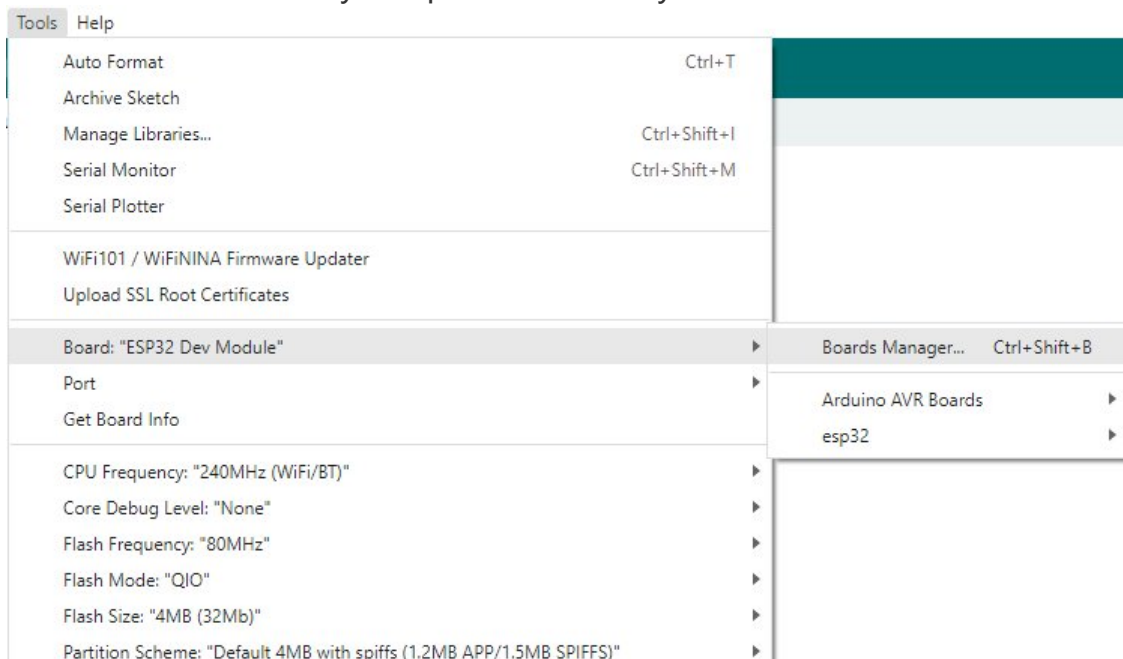 Tools Help
Auto Format Ctrl+T
Archive Sketch
Manage Libraries... Ctrl+Shift+I
Serial Monitor Ctrl+Shift+M
Serial Plotter
WiFi101 / WiFiNINA Firmware Updater
Upload SSL Root Certificates
Board: "ESP32 Dev Module"
Port
Get Board Info
CPU Frequency: "240MHz (WiFi/BT)"
Core Debug Level: "None"
Flash Frequency: "80MHz"
Flash Mode: "QIO"
Flash Size: "4MB (32Mb)"
Partition Scheme: "Default 4MB with spiffs (1.2MB APP/1.5MB SPIFFS)"
Boards Manager... Ctrl+Shift+B
Arduino AVR Boards
esp32